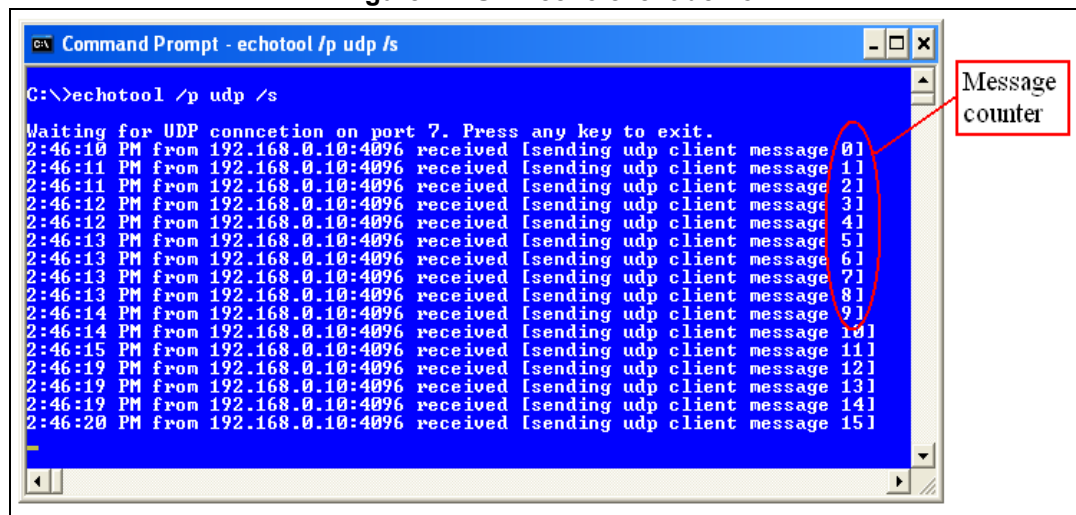 Command Prompt - echotool /p udp /s
C:\>echotool /p udp /s
Waiting for UDP conncetion on port 7. Press any key to exit.
2:46:10 PM from 192.168.0.10:4096 received [sending udp client message 0]
2:46:11 PM from 192.168.0.10:4096 received [sending udp client message 1]
2:46:11 PM from 192.168.0.10:4096 received [sending udp client message 2]
2:46:12 PM from 192.168.0.10:4096 received [sending udp client message 3]
2:46:12 PM from 192.168.0.10:4096 received [sending udp client message 4]
2:46:13 PM from 192.168.0.10:4096 received [sending udp client message 5]
2:46:13 PM from 192.168.0.10:4096 received [sending udp client message 6]
2:46:13 PM from 192.168.0.10:4096 received [sending udp client message 7]
2:46:13 PM from 192.168.0.10:4096 received [sending udp client message 8]
2:46:14 PM from 192.168.0.10:4096 received [sending udp client message 9]
2:46:14 PM from 192.168.0.10:4096 received [sending udp client message 10]
2:46:15 PM from 192.168.0.10:4096 received [sending udp client message 11]
2:46:19 PM from 192.168.0.10:4096 received [sending udp client message 12]
2:46:19 PM from 192.168.0.10:4096 received [sending udp client message 13]
2:46:19 PM from 192.168.0.10:4096 received [sending udp client message 14]
2:46:20 PM from 192.168.0.10:4096 received [sending udp client message 15]
Message
counter